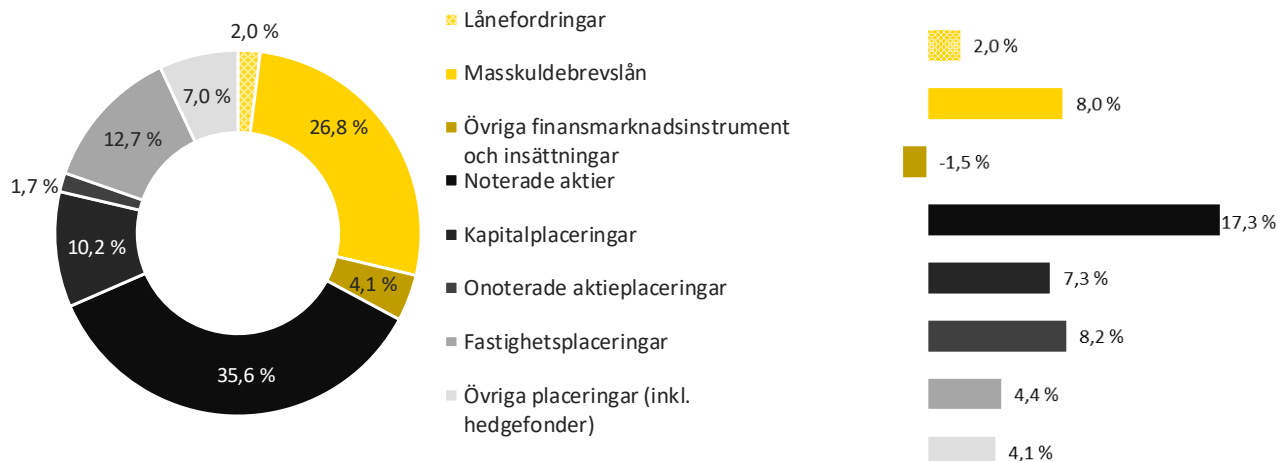 2,0 %
26,8 %
4,1 %
35,6 %
10,2 %
1,7 %
12,7 %
7,0 %
Lånefordringar
Masskuldebrevslån
Övriga finansmarknadsinstrument
och insättningar
Noterade aktier
Kapitalplaceringar
Onoterade aktieplaceringar
Fastighetsplaceringar
Övriga placeringar (inkl.
hedgefonder)
2,0 %
8,0 %
-1,5 %
17,3 %
7,3 %
8,2 %
4,4 %
4,1 %